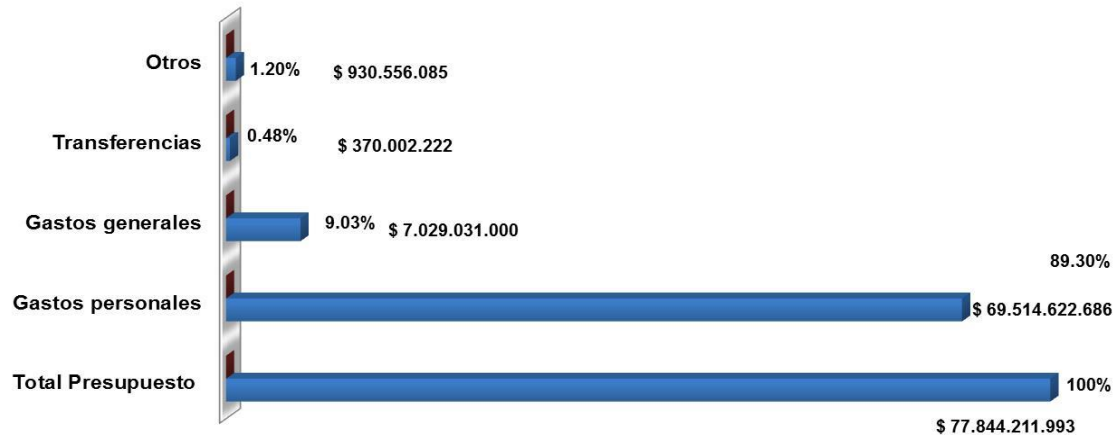 Otros
1.20% $ 930.556.085
Transferencias
0.48% $ 370.002.222
Gastos generales
9.03% $ 7.029.031.000
89.30%
Gastos personales
$ 69.514.622.686
Total Presupuesto
100%
$ 77.844.211.993